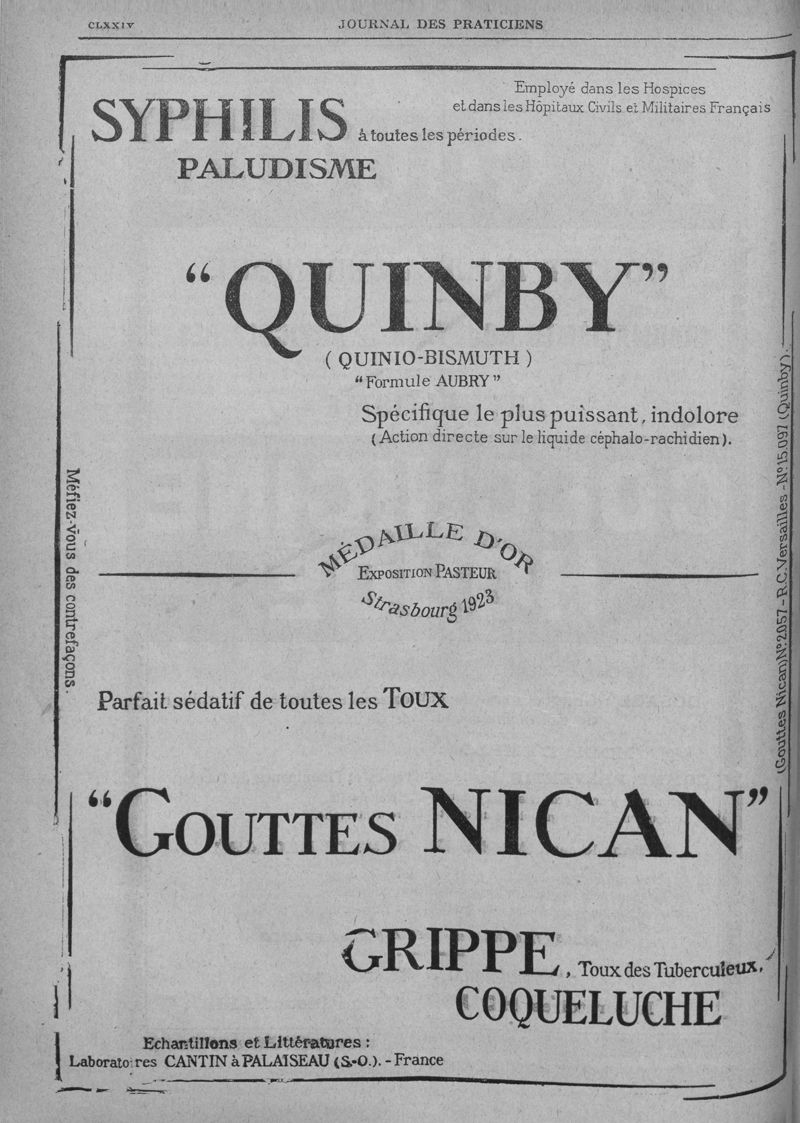 CLXXIV
JOURNAL DES PRATICIENS
Employé dans les Hospices
et dans les Hôpitaux Civils et Militaires Français
SYPHILIS à toutes les périodes.
PALUDISME
“QUINBY”
( QUINIO-BISMUTH )
“Formule AUBRY”
Spécifique le plus puissant, indolore
(Action directe sur le liquide céphalo-rachidien).
Méfiez-vous des contrefaçons.
MÉDAILLE D'OR
EXPOSITION PASTEUR
Strasbourg 1923
(Gouttes Nican) N° 2.057 - R.C. Versailles - N° 15.097 (Quinby).
Parfait sédatif de toutes les TOUX
“GOUTTES NICAN”
GRIPPE, Toux des Tuberculeux,
COQUELUCHE
Echantillons et Littératures :
Laboratoires CANTIN à PALAISEAU (S.-O.). - France